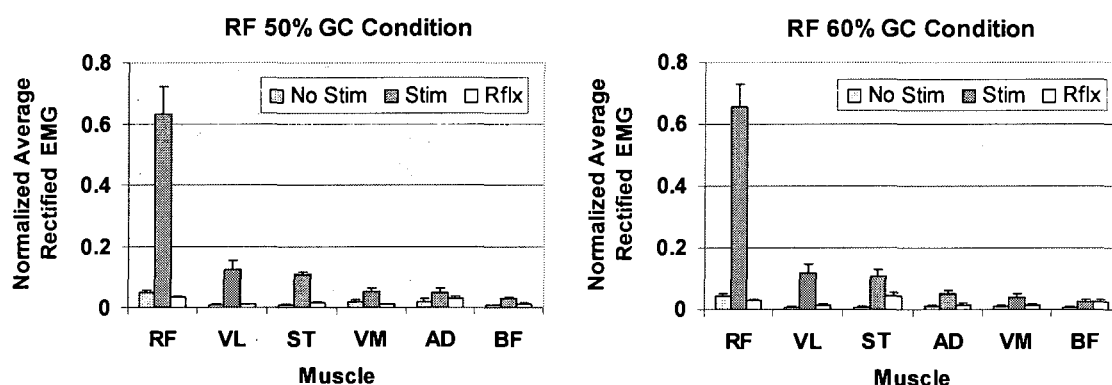 RF 50% GC Condition
Normalized Average
Rectified EMG
0.8
0.6
0.4
0.2
0
No Stim Stim Rflx
RF VL ST VM AD BF
Muscle
RF 60% GC Condition
Normalized Average
Rectified EMG
0.8
0.6
0.4
0.2
0
No Stim Stim Rflx
RF VL ST AD VM BF
Muscle